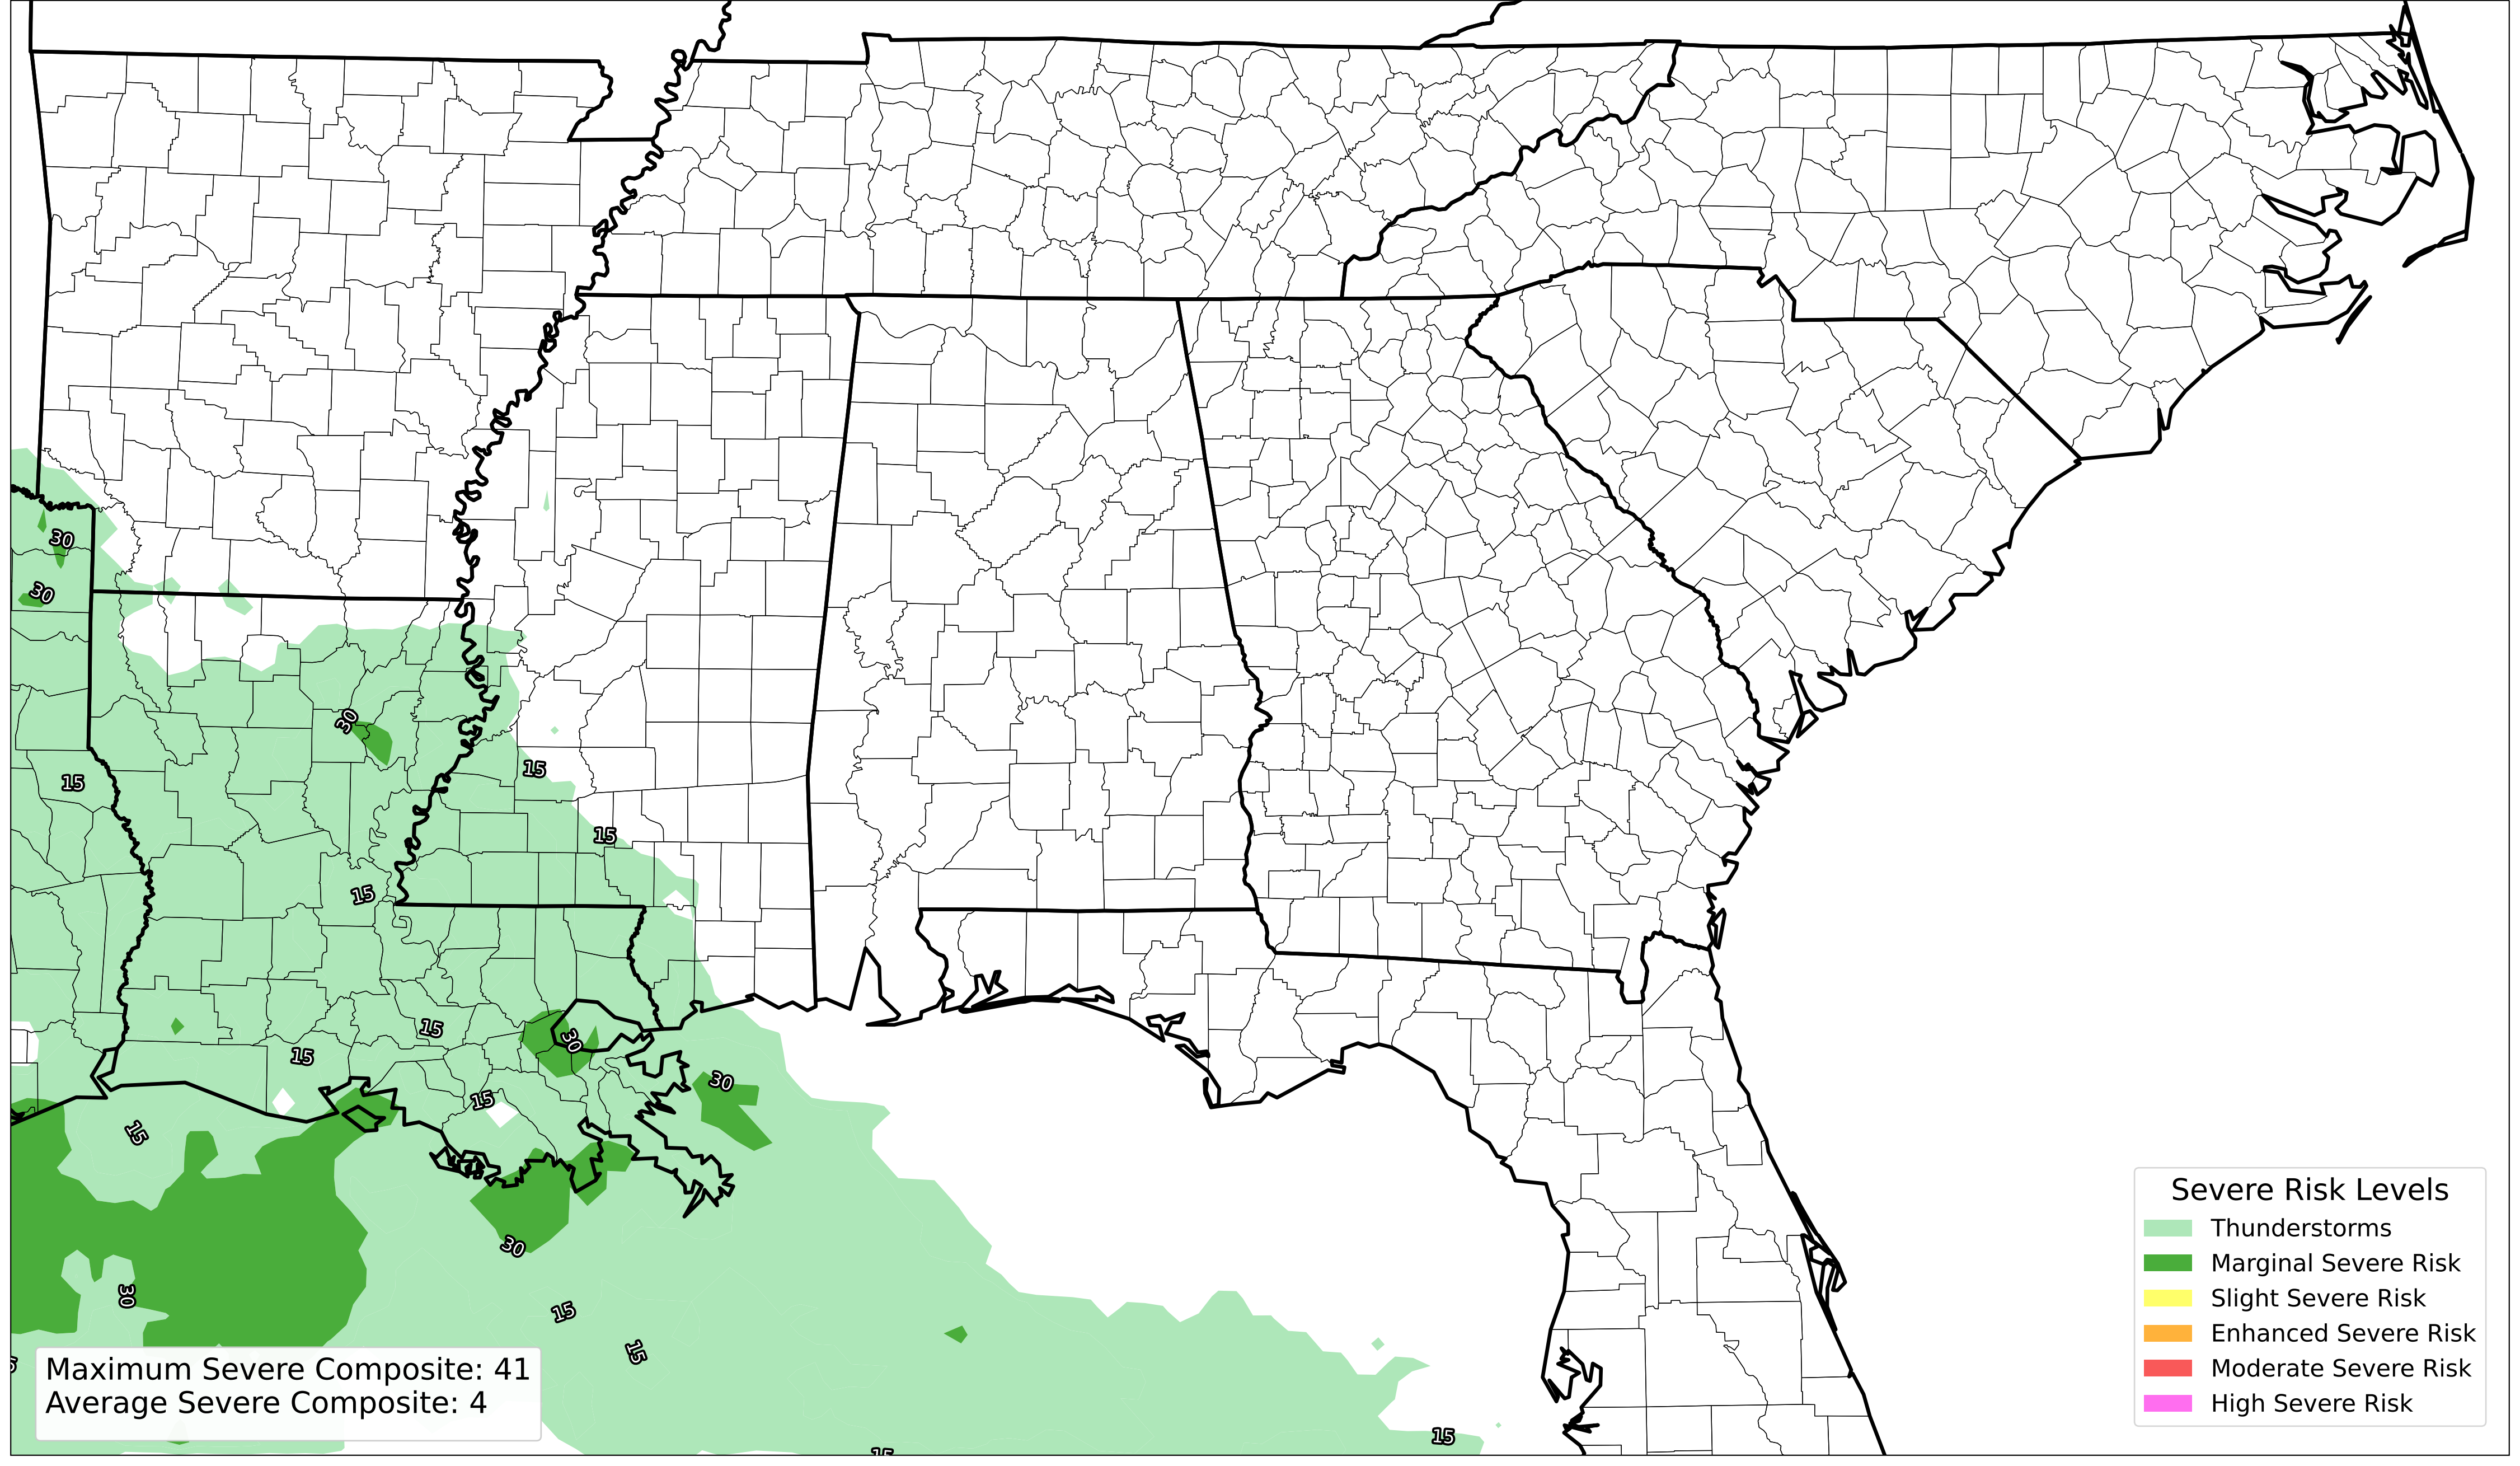 30
30
30
15
15
15
15
15
15
30
30
15
15
30
30
15
15
15
15
Severe Risk Levels
Thunderstorms
Marginal Severe Risk
Slight Severe Risk
Enhanced Severe Risk
Moderate Severe Risk
High Severe Risk
Maximum Severe Composite: 41
Average Severe Composite: 4